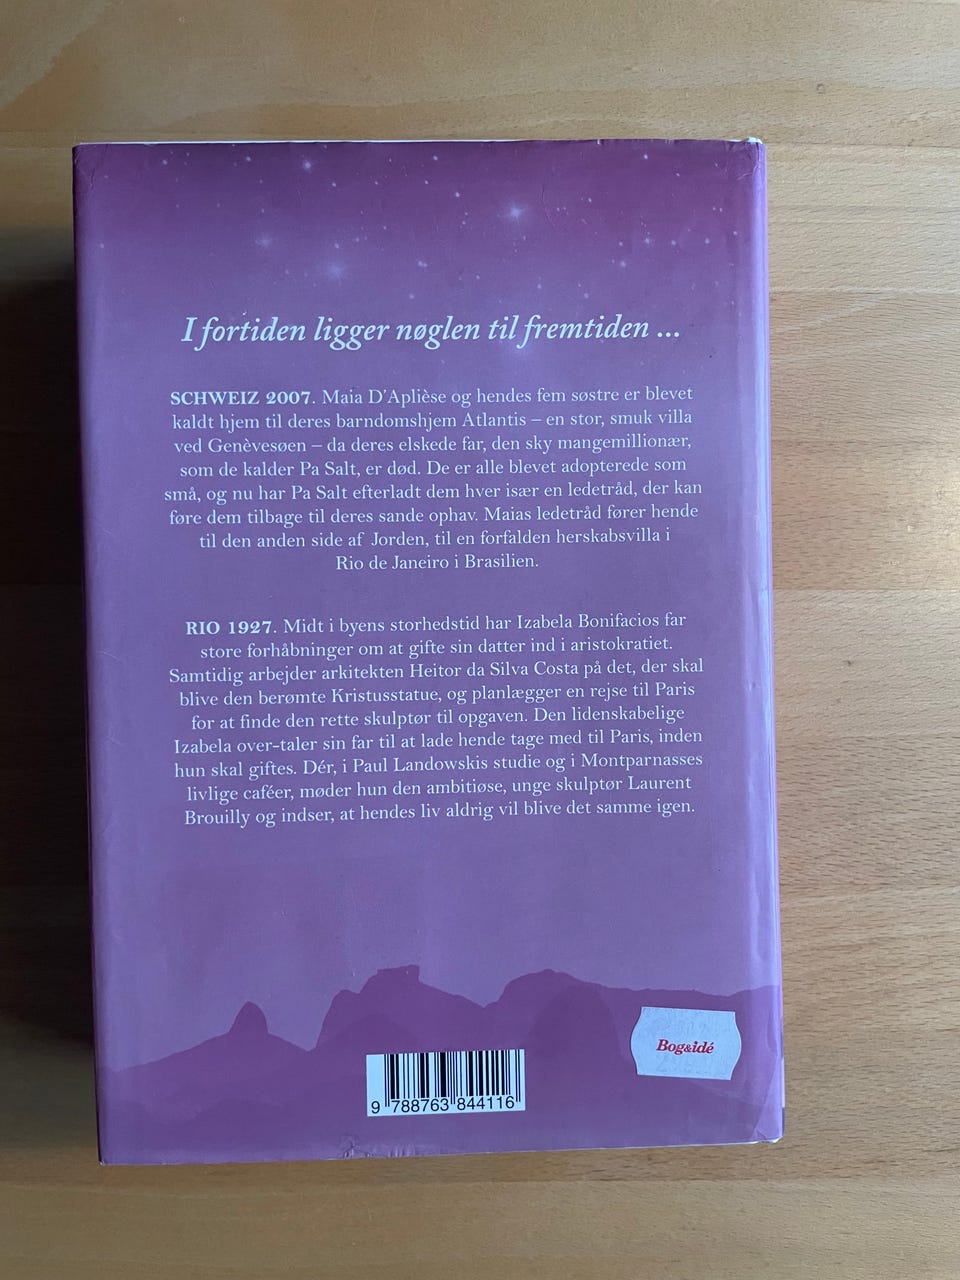 I fortiden ligger nøglen til fremtiden ...
SCHWEIZ 2007. Maia D'Aplièse og hendes fem søstre er blevet
kaldt hjem til deres barndomshjem Atlantis – en stor, smuk villa
ved Genèvesøen – da deres elskede far, den sky mangemillionær,
som de kalder Pa Salt, er død. De er alle blevet adopterede som
små, og nu har Pa Salt efterladt dem hver især en ledetråd, der kan
føre dem tilbage til deres sande ophav. Maias ledetråd fører hende
til den anden side af Jorden, til en forfalden herskabsvilla i
Rio de Janeiro i Brasilien.
RIO 1927. Midt i byens storhedstid har Izabela Bonifacios far
store forhåbninger om at gifte sin datter ind i aristokratiet.
Samtidig arbejder arkitekten Heitor da Silva Costa på det, der skal
blive den berømte Kristusstatue, og planlægger en rejse til Paris
for at finde den rette skulptør til opgaven. Den lidenskabelige
Izabela over-taler sin far til at lade hende tage med til Paris, inden
hun skal giftes. Dér, i Paul Landowskis studie og i Montparnasses
livlige caféer, møder hun den ambitiøse, unge skulptør Laurent
Brouilly og indser, at hendes liv aldrig vil blive det samme igen.
Bog&idé
9 788763 844116